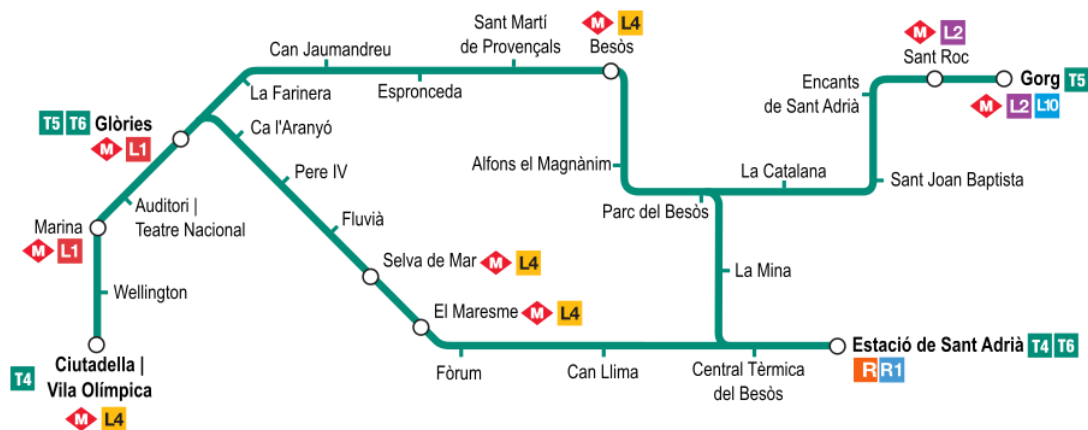 Sant Martí
de Provençals
M L4
Besòs
M L2
Sant Roc
Can Jaumandreu
La Farinera
Espronceda
Encants
de Sant Adrià
Gorg T5
M L2 L10
T5 T6 Glòries
M L1
Ca l'Aranyó
Pere IV
Alfons el Magnànim
La Catalana
Sant Joan Baptista
Auditori |
Teatre Nacional
Parc del Besòs
Marina
M L1
Fluvià
Selva de Mar M L4
La Mina
Wellington
El Maresme M L4
T4 Ciutadella |
Vila Olímpica
M L4
Fòrum
Can Llima
Central Tèrmica
del Besòs
Estació de Sant Adrià T4 T6
R R1